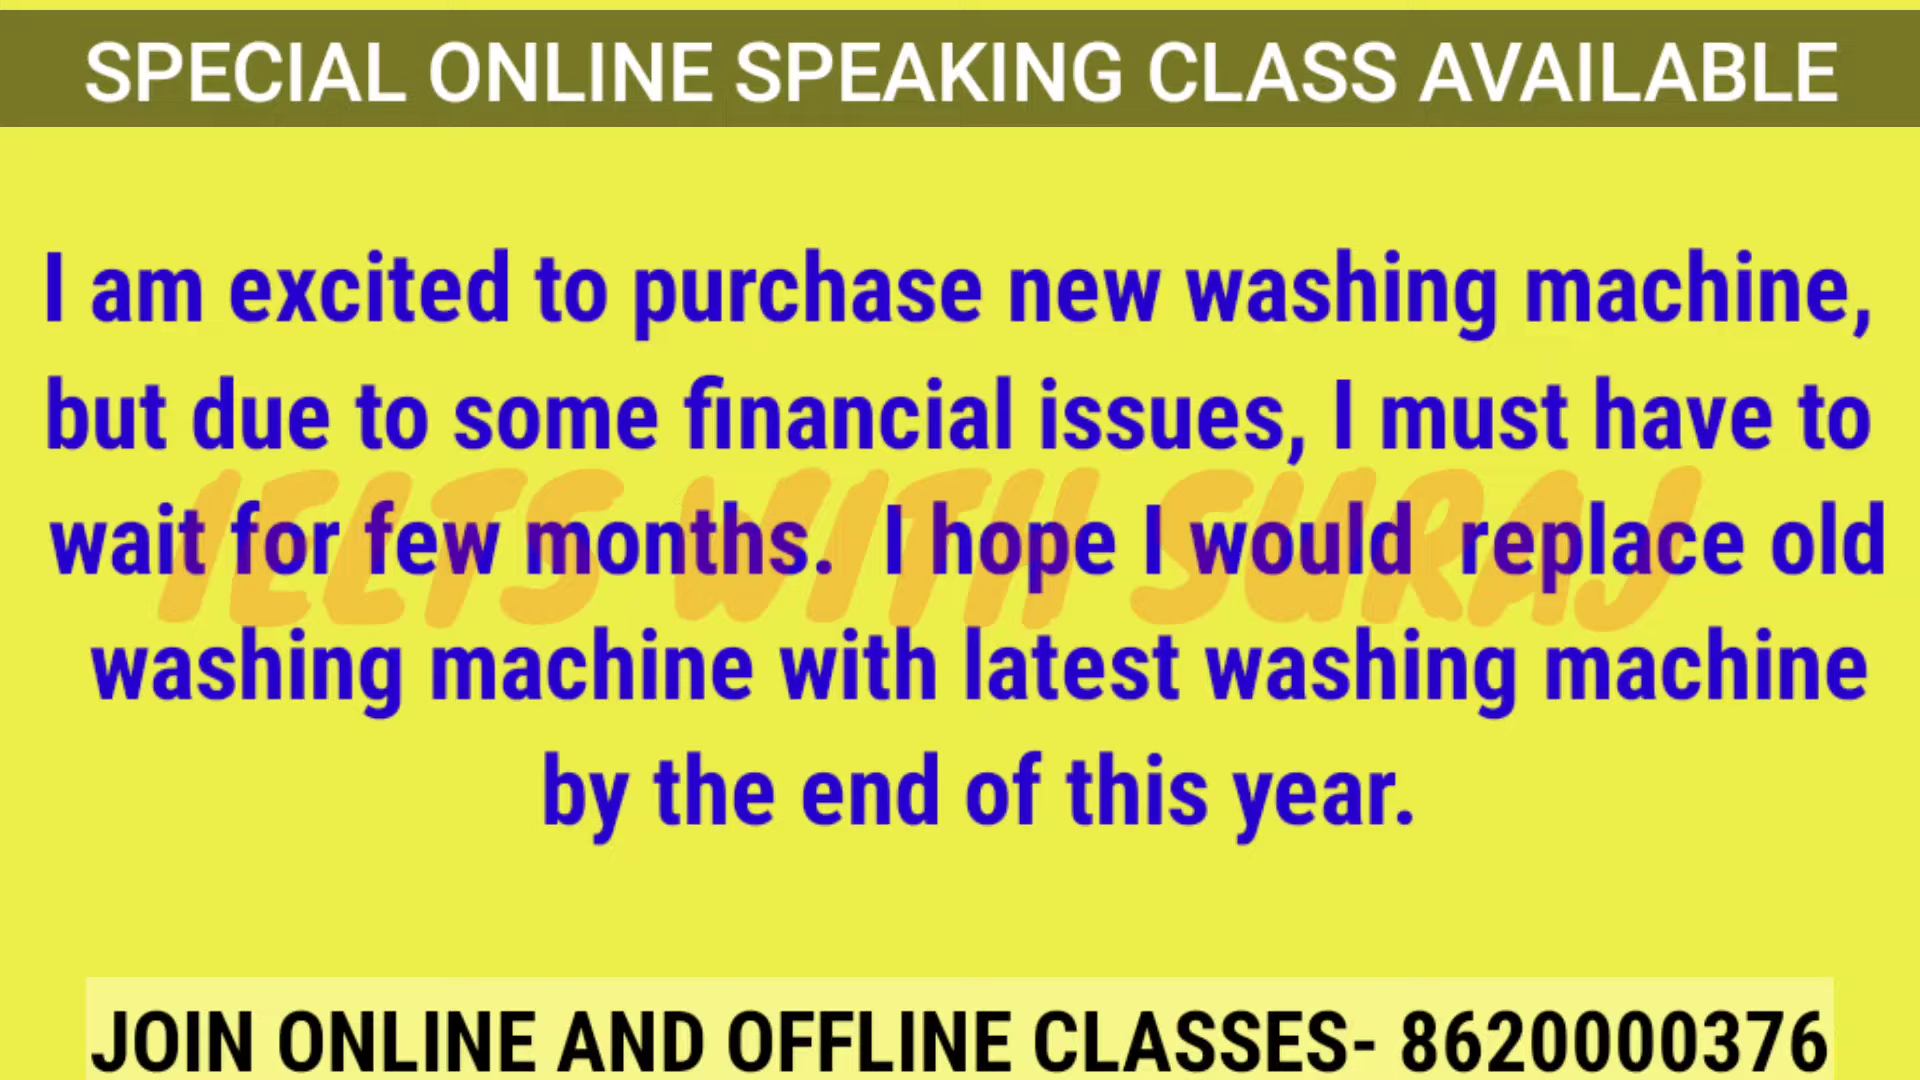 SPECIAL ONLINE SPEAKING CLASS AVAILABLE
I am excited to purchase new washing machine,
but due to some financial issues, I must have to
wait for few months. I hope I would replace old
IELTS WITH SURAJ
washing machine with latest washing machine
by the end of this year.
JOIN ONLINE AND OFFLINE CLASSES- 8620000376